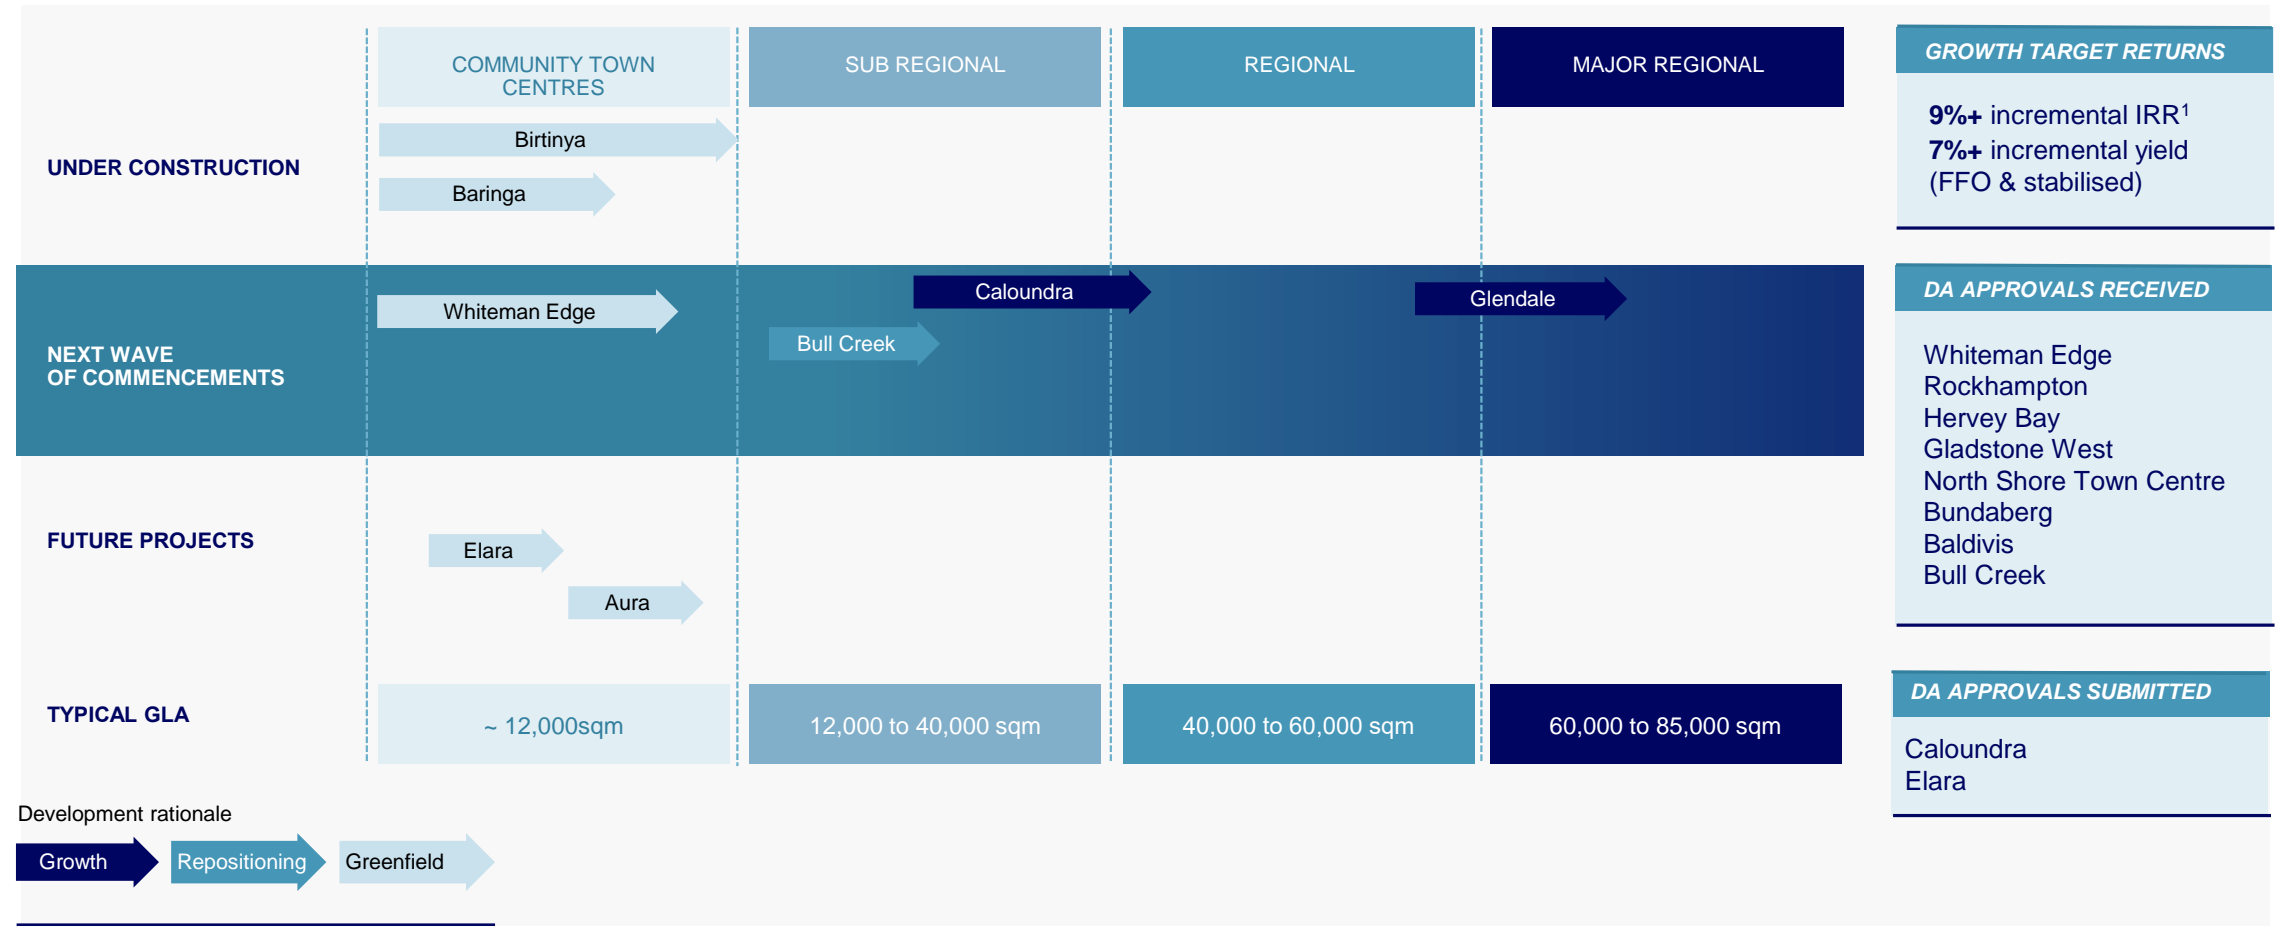 COMMUNITY TOWN
CENTRES
SUB REGIONAL
REGIONAL
MAJOR REGIONAL
UNDER CONSTRUCTION
Birtinya
Baringa
NEXT WAVE
OF COMMENCEMENTS
Whiteman Edge
Caloundra
Bull Creek
Glendale
FUTURE PROJECTS
Elara
Aura
TYPICAL GLA
~ 12,000sqm
12,000 to 40,000 sqm
40,000 to 60,000 sqm
60,000 to 85,000 sqm
Development rationale
Growth
Repositioning
Greenfield
GROWTH TARGET RETURNS
9%+ incremental IRR¹
7%+ incremental yield
(FFO & stabilised)
DA APPROVALS RECEIVED
Whiteman Edge
Rockhampton
Hervey Bay
Gladstone West
North Shore Town Centre
Bundaberg
Baldivis
Bull Creek
DA APPROVALS SUBMITTED
Caloundra
Elara